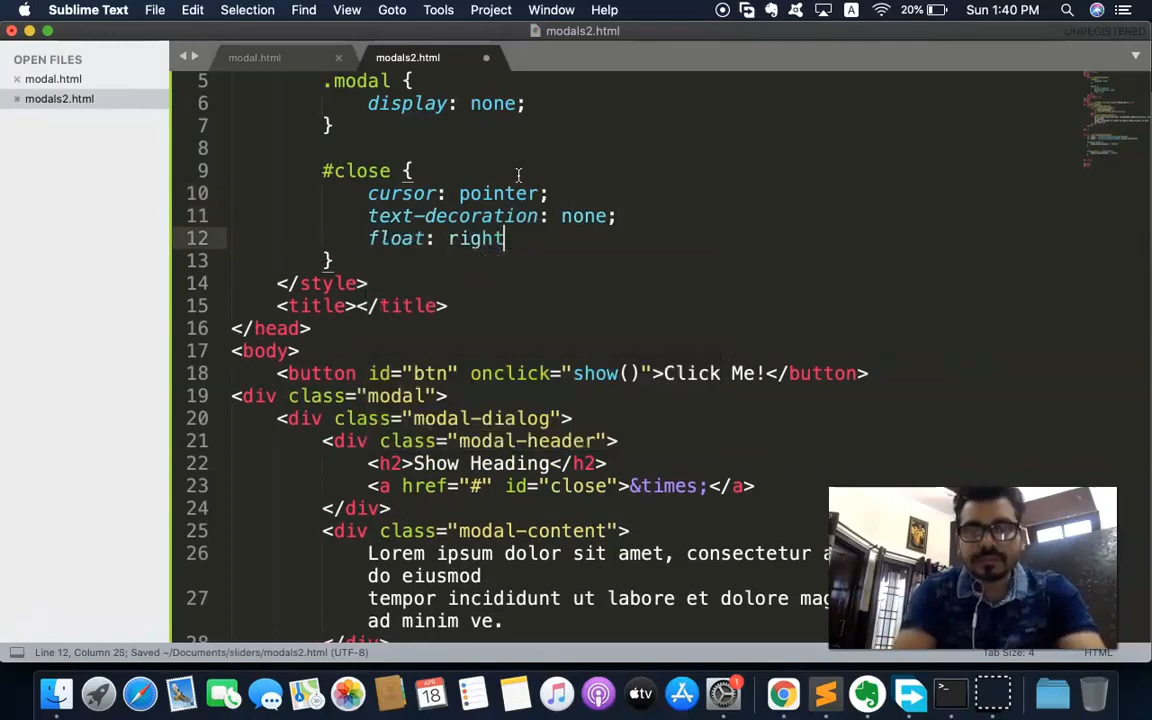 Sublime Text File Edit Selection Find View Goto Tools Project Window Help A 20% Sun 1:40 PM
modals2.html UNREGISTERED
OPEN FILES
modal.html
modals2.html
modal.html
modals2.html
5 .modal {
6 display: none;
7 }
8
9 #close {
10 cursor: pointer;
11 text-decoration: none;
12 float: right
13 }
14 </style>
15 <title></title>
16 </head>
17 <body>
18 <button id="btn" onclick="show()">Click Me!</button>
19 <div class="modal">
20 <div class="modal-dialog">
21 <div class="modal-header">
22 <h2>Show Heading</h2>
23 <a href="#" id="close">&times;</a>
24 </div>
25 <div class="modal-content">
26 Lorem ipsum dolor sit amet, consectetur a
do eiusmod
27 tempor incididunt ut labore et dolore mag
ad minim ve.
28 </div>
Line 12, Column 25; Saved ~/Documents/sliders/modals2.html (UTF-8) Tab Size: 4 HTML
APR
18
tv
1